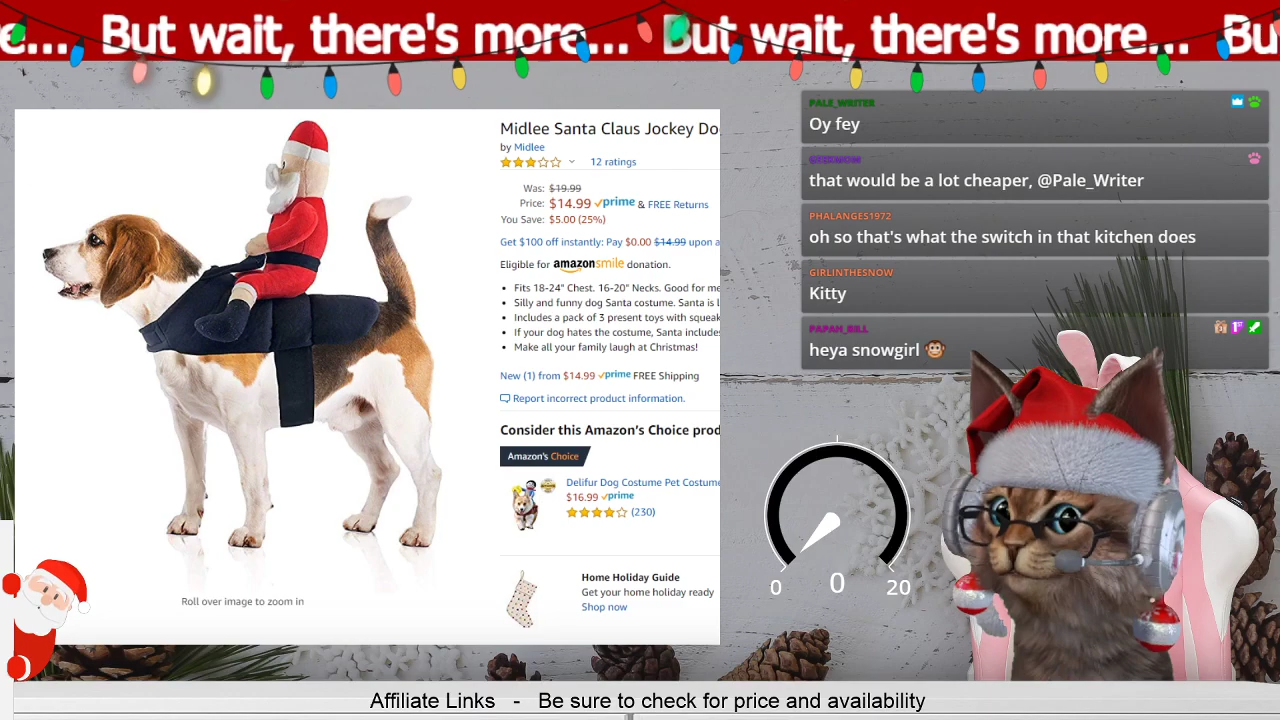 e... But wait, there's more... But wait, there's more... Bu
Midlee Santa Claus Jockey Do
by Midlee
12 ratings
Was: $19.99
Price: $14.99 prime & FREE Returns
You Save: $5.00 (25%)
Get $100 off instantly: Pay $0.00 $14.99 upon a
Eligible for amazonsmile donation.
• Fits 18-24" Chest. 16-20" Necks. Good for me
• Silly and funny dog Santa costume. Santa is l
• Includes a pack of 3 present toys with squeak
• If your dog hates the costume, Santa includes
• Make all your family laugh at Christmas!
New (1) from $14.99 prime FREE Shipping
Report incorrect product information.
Consider this Amazon's Choice prod
Amazon's Choice
Delifur Dog Costume Pet Costume
$16.99 prime
(230)
Home Holiday Guide
Get your home holiday ready
Shop now
Roll over image to zoom in
PALE_WRITER
Oy fey
GEEKMOM
that would be a lot cheaper, @Pale_Writer
PHALANGES1972
oh so that's what the switch in that kitchen does
GIRLINTHESNOW
Kitty
PAPAH_BILL
heya snowgirl 🐵
0 0 20
Affiliate Links - Be sure to check for price and availability